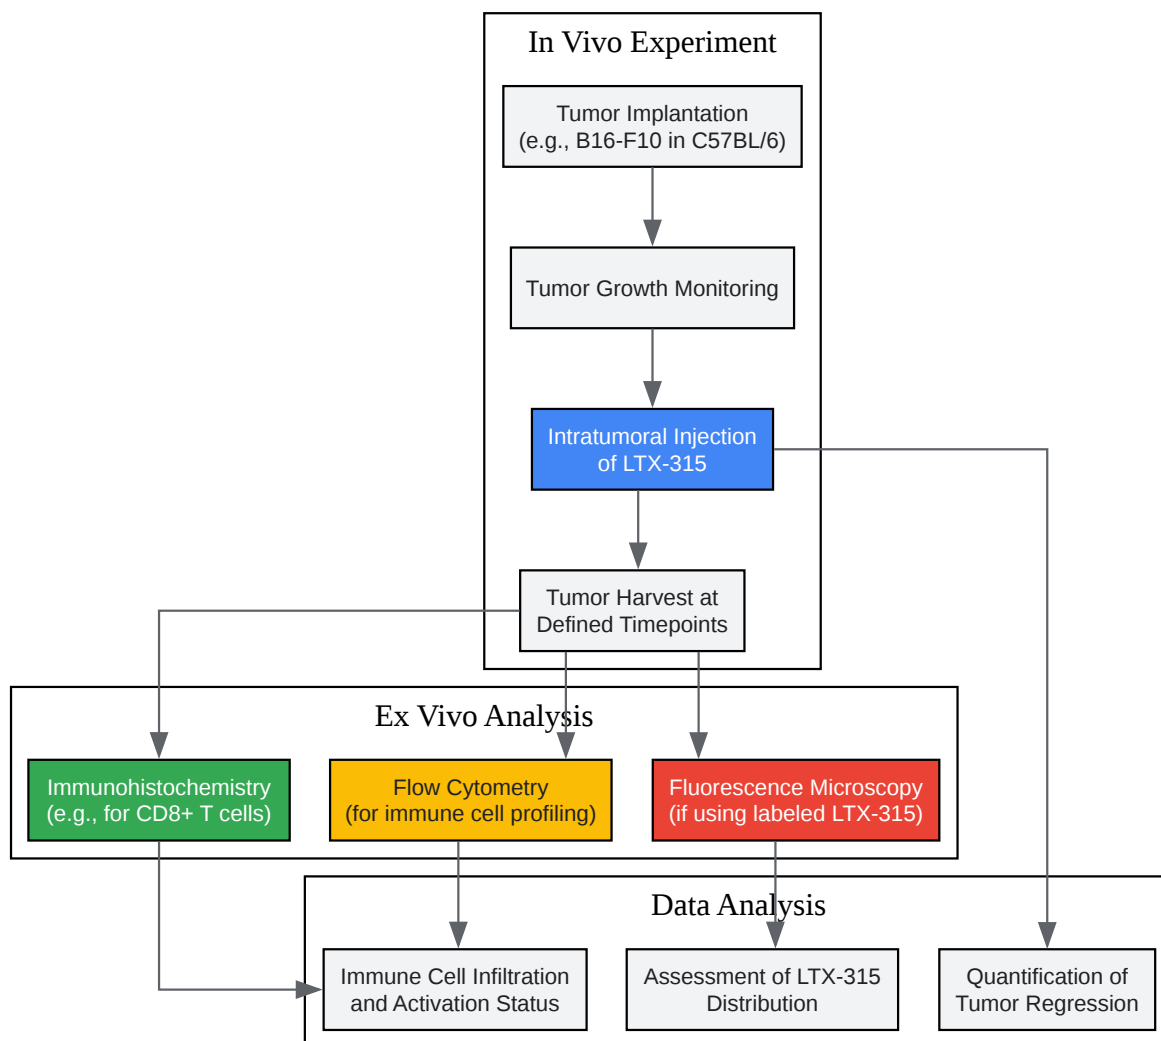 In Vivo Experiment
Tumor Implantation
(e.g., B16-F10 in C57BL/6)
Tumor Growth Monitoring
Intratumoral Injection
of LTX-315
Tumor Harvest at
Defined Timepoints
Ex Vivo Analysis
Immunohistochemistry
(e.g., for CD8+ T cells)
Flow Cytometry
(for immune cell profiling)
Fluorescence Microscopy
(if using labeled LTX-315)
Data Analysis
Immune Cell Infiltration
and Activation Status
Assessment of LTX-315
Distribution
Quantification of
Tumor Regression